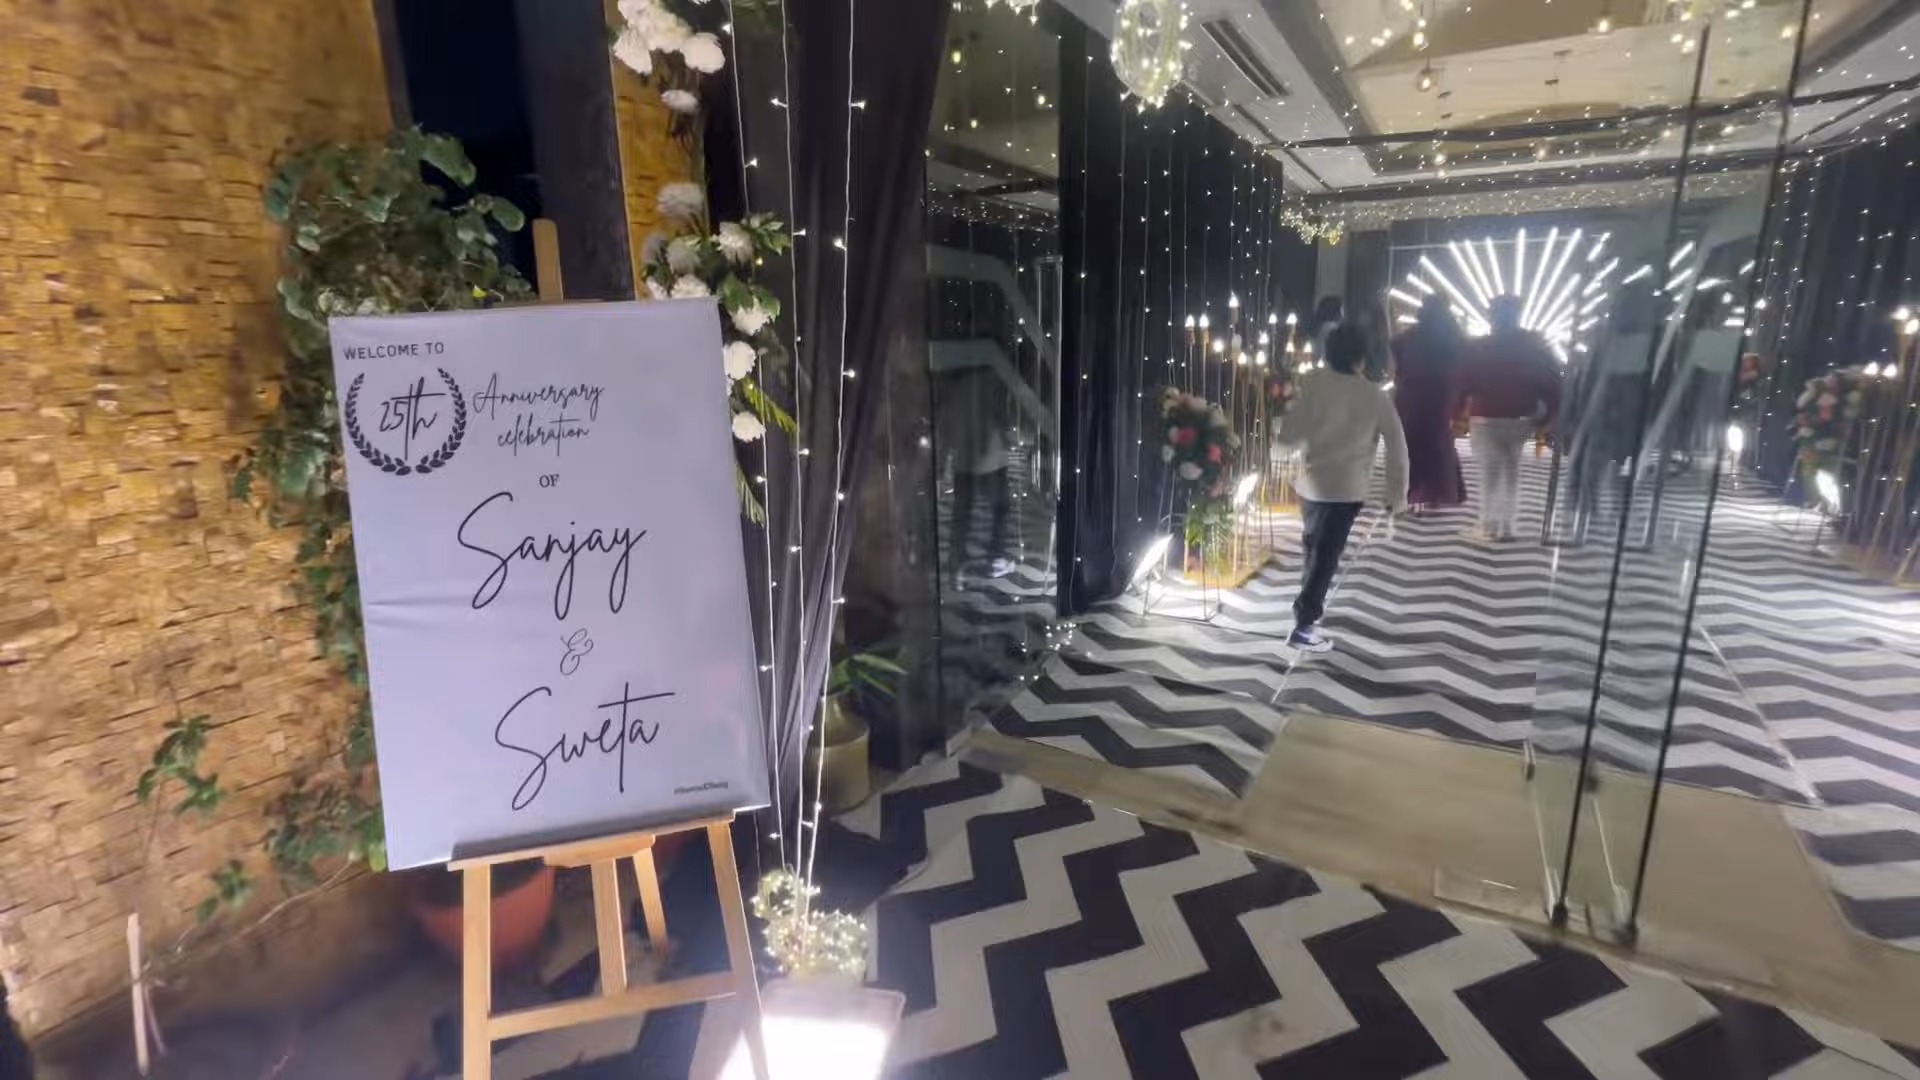 WELCOME TO
25th
Anniversary
celebration
OF
Sanjay
&
Sweta